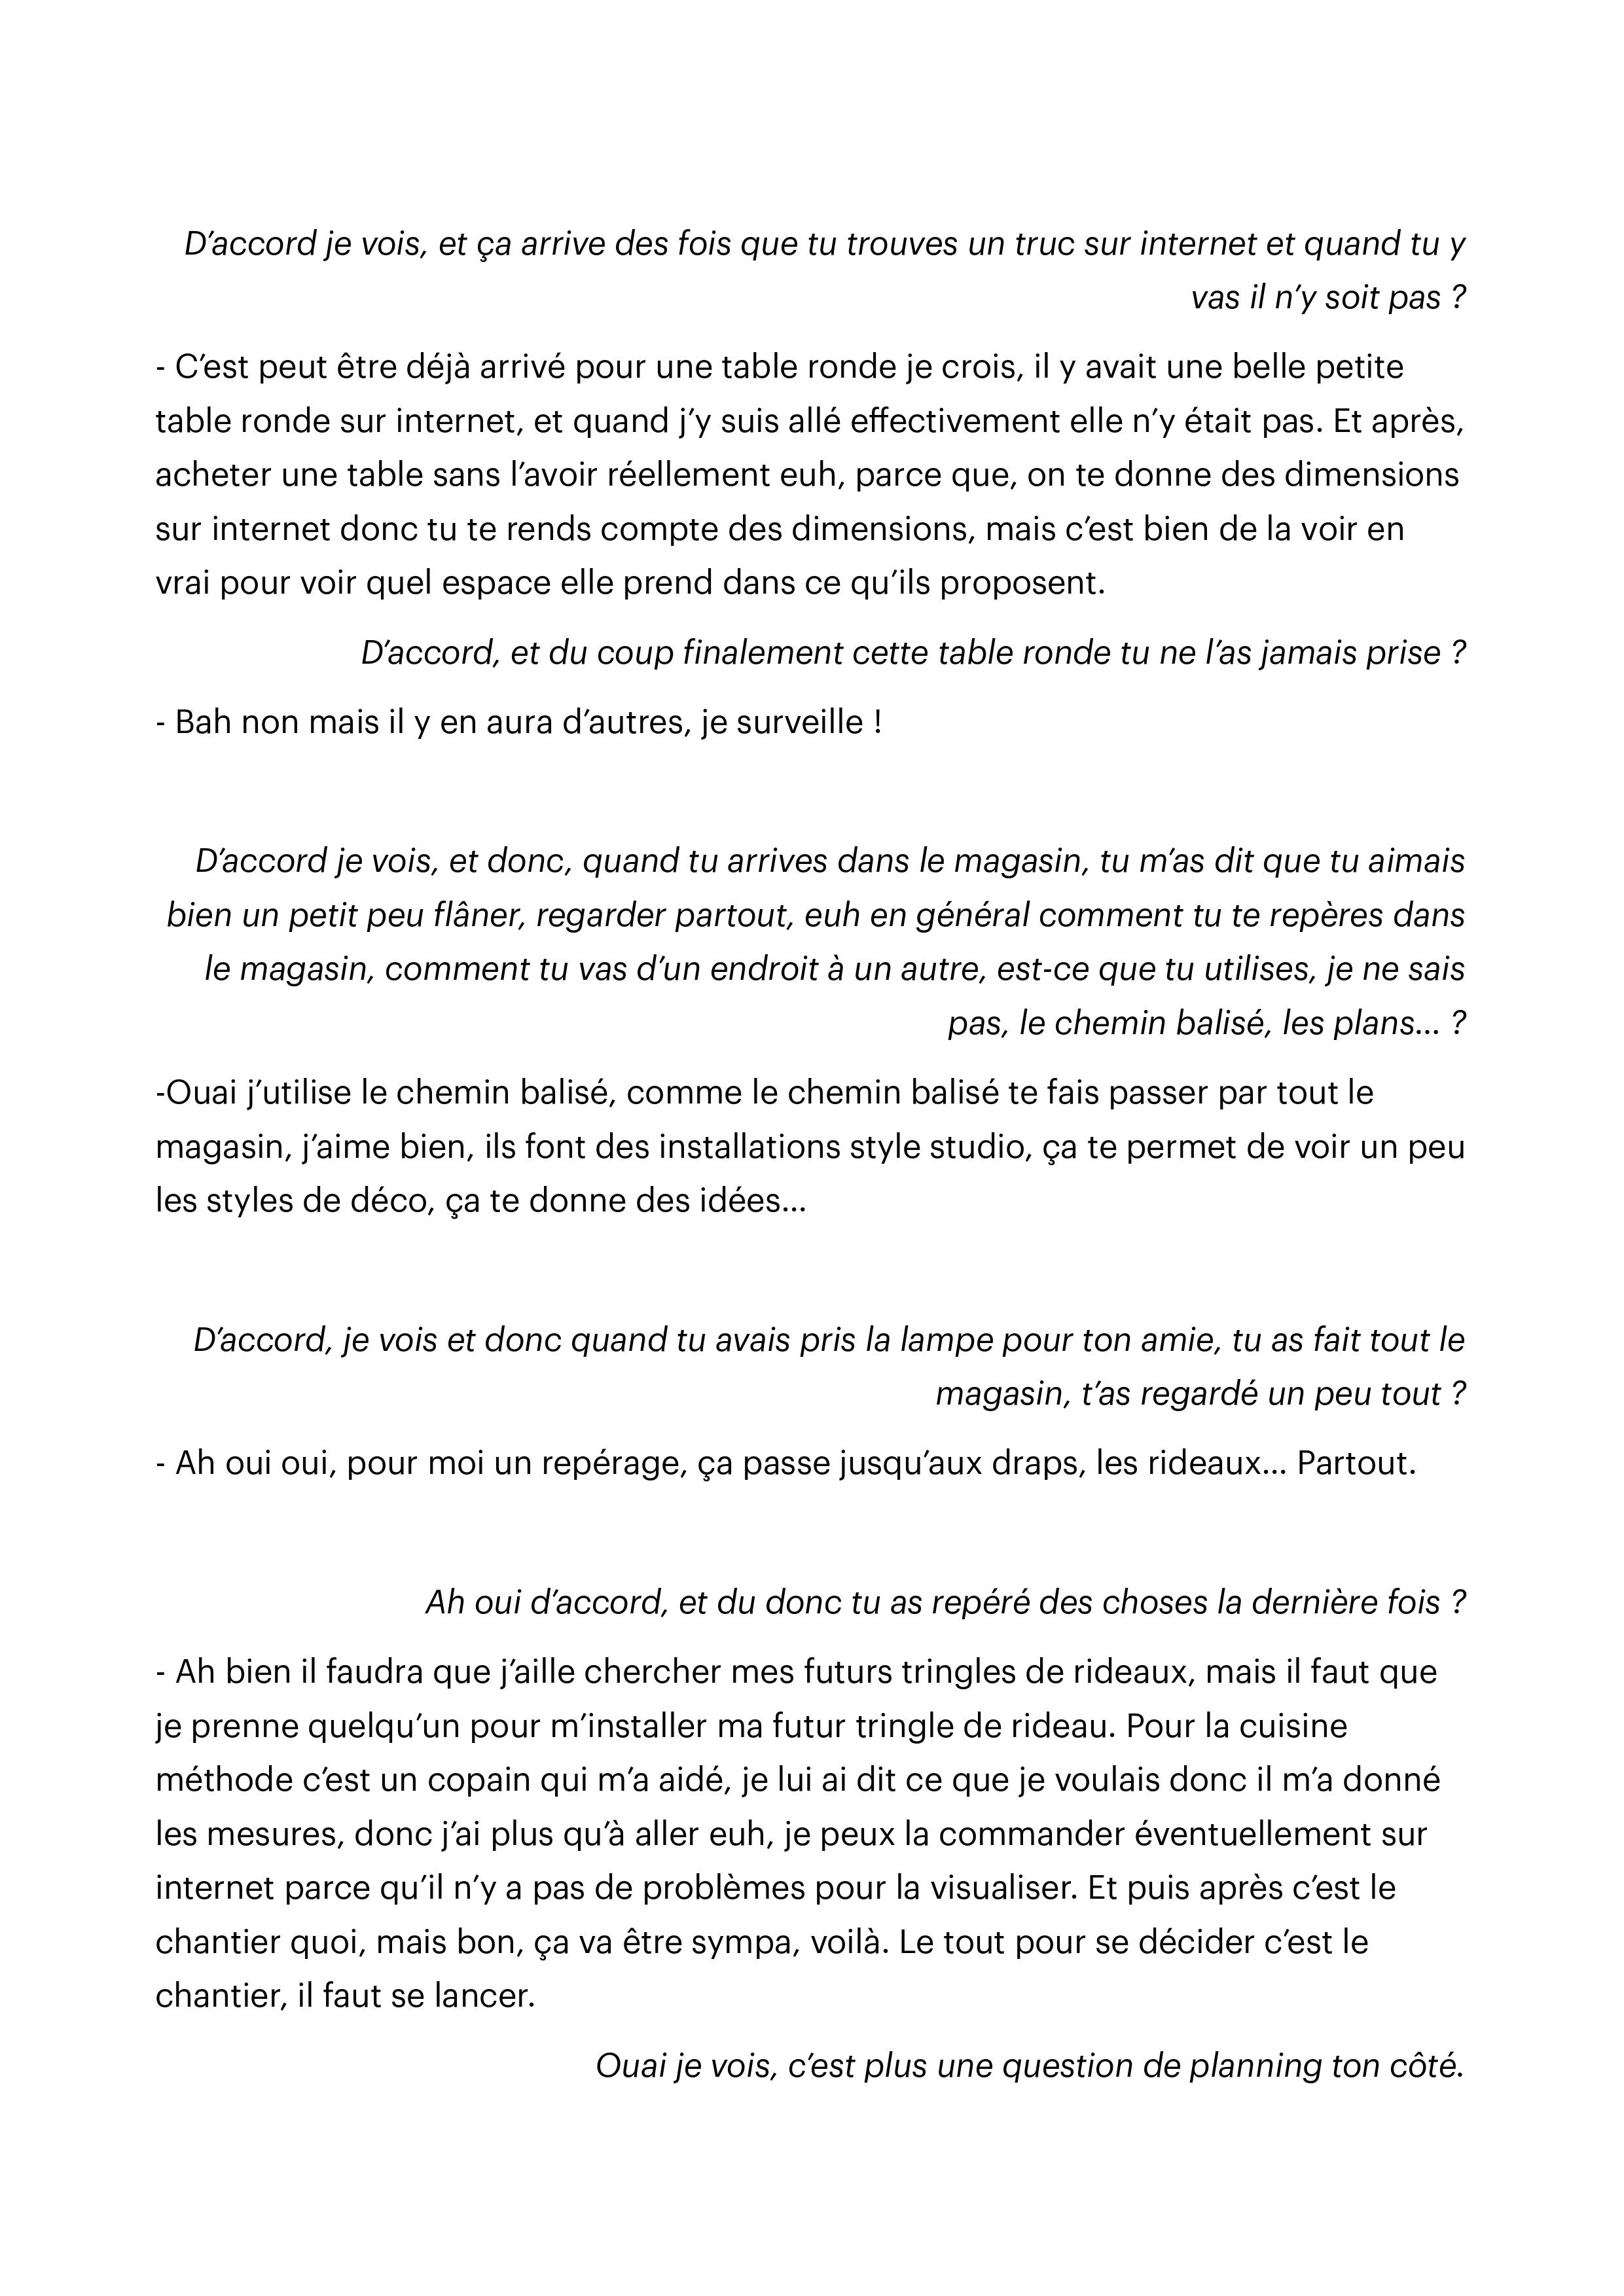 D’accord je vois, et ça arrive des fois que tu trouves un truc sur internet et quand tu y
vas il n’y soit pas ?
- C’est peut être déjà arrivé pour une table ronde je crois, il y avait une belle petite
table ronde sur internet, et quand j’y suis allé effectivement elle n’y était pas. Et après,
acheter une table sans l’avoir réellement euh, parce que, on te donne des dimensions
sur internet donc tu te rends compte des dimensions, mais c’est bien de la voir en
vrai pour voir quel espace elle prend dans ce qu’ils proposent.
D’accord, et du coup finalement cette table ronde tu ne l’as jamais prise ?
- Bah non mais il y en aura d’autres, je surveille !
D’accord je vois, et donc, quand tu arrives dans le magasin, tu m’as dit que tu aimais
bien un petit peu flâner, regarder partout, euh en général comment tu te repères dans
le magasin, comment tu vas d’un endroit à un autre, est-ce que tu utilises, je ne sais
pas, le chemin balisé, les plans… ?
-Ouai j’utilise le chemin balisé, comme le chemin balisé te fais passer par tout le
magasin, j’aime bien, ils font des installations style studio, ça te permet de voir un peu
les styles de déco, ça te donne des idées…
D’accord, je vois et donc quand tu avais pris la lampe pour ton amie, tu as fait tout le
magasin, t’as regardé un peu tout ?
- Ah oui oui, pour moi un repérage, ça passe jusqu’aux draps, les rideaux… Partout.
Ah oui d’accord, et du donc tu as repéré des choses la dernière fois ?
- Ah bien il faudra que j’aille chercher mes futurs tringles de rideaux, mais il faut que
je prenne quelqu’un pour m’installer ma futur tringle de rideau. Pour la cuisine
méthode c’est un copain qui m’a aidé, je lui ai dit ce que je voulais donc il m’a donné
les mesures, donc j’ai plus qu’à aller euh, je peux la commander éventuellement sur
internet parce qu’il n’y a pas de problèmes pour la visualiser. Et puis après c’est le
chantier quoi, mais bon, ça va être sympa, voilà. Le tout pour se décider c’est le
chantier, il faut se lancer.
Ouai je vois, c’est plus une question de planning ton côté.